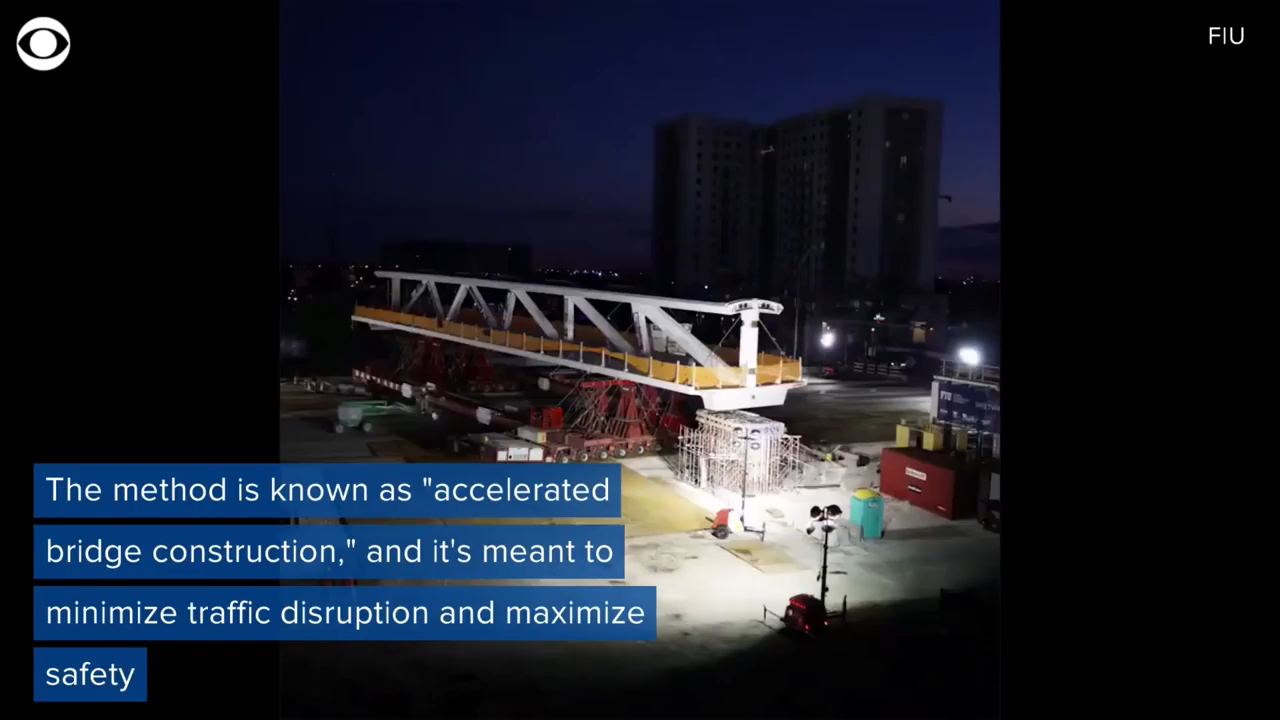 FIU
The method is known as "accelerated
bridge construction," and it's meant to
minimize traffic disruption and maximize
safety
FIU